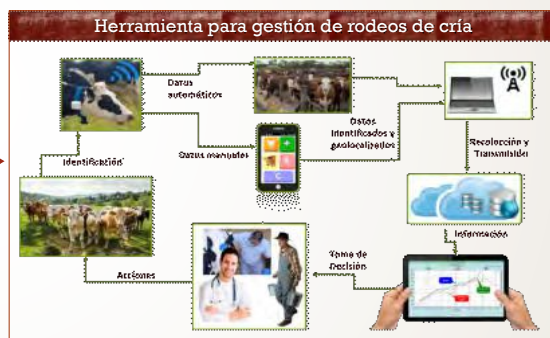 Herramienta para gestión de rodeos de cría
Datos
automáticos
Datos
identificados y
geolocalizados
Identificación
Datos manuales
Recolección y
Transmisión
Información
Toma de
Decisión
Acciones